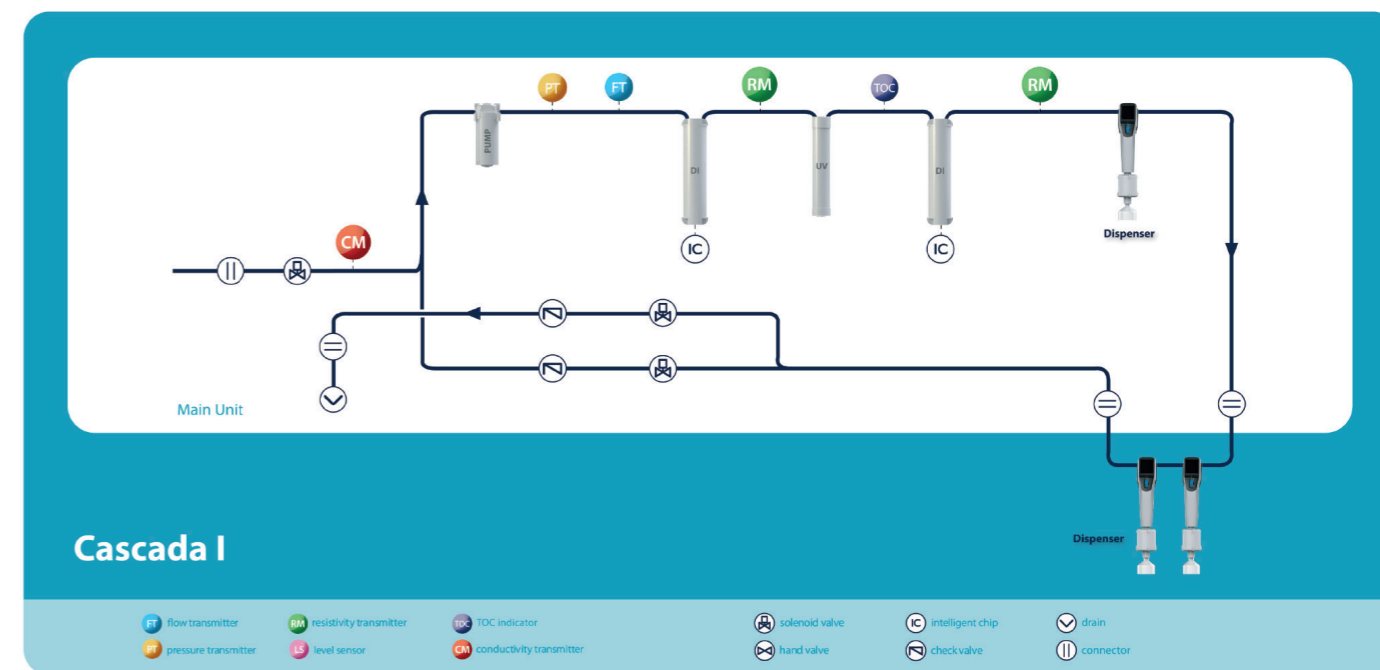 PT
FT
RM
TOC
RM
PUMP
DI
UV
DI
IC
IC
CM
Dispenser
Main Unit
Cascada I
Dispenser
FT flow transmitter
RM resistivity transmitter
TOC TOC indicator
solenoid valve
IC intelligent chip
drain
PT pressure transmitter
LS level sensor
CM conductivity transmitter
hand valve
check valve
connector